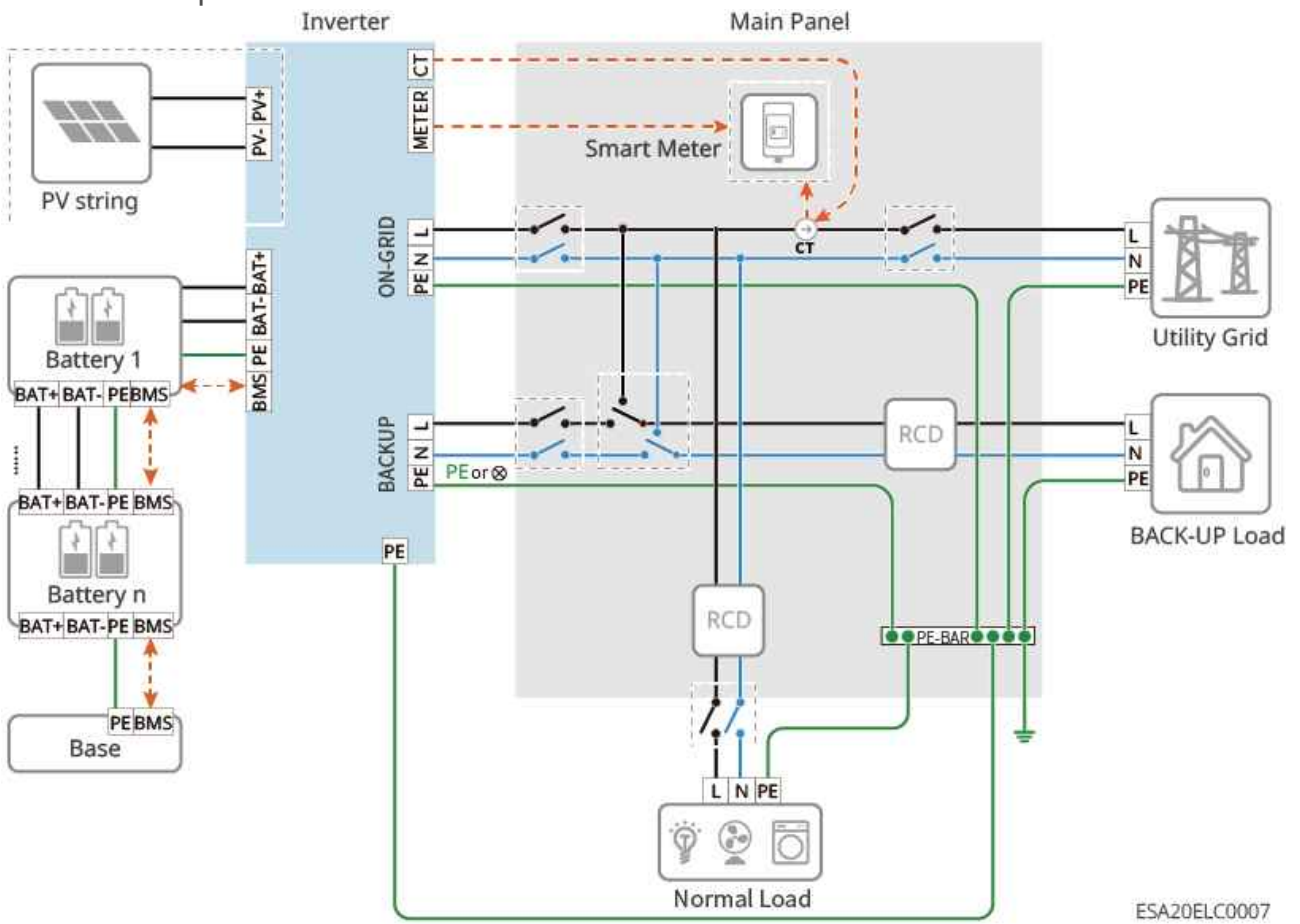 Inverter
Main Panel
CT
METER
PV+
PV-
PV string
Smart Meter
CT
ON-GRID
L
N
PE
L
N
PE
Utility Grid
BAT+
BAT-
PE
BMS
Battery 1
BAT+ BAT- PE BMS
BACKUP
L
N
PE
PE or ⊗
RCD
L
N
PE
BACK-UP Load
......
BAT+ BAT- PE BMS
Battery n
BAT+ BAT- PE BMS
PE
RCD
PE-BAR
PE BMS
Base
L N PE
Normal Load
ESA20ELC0007